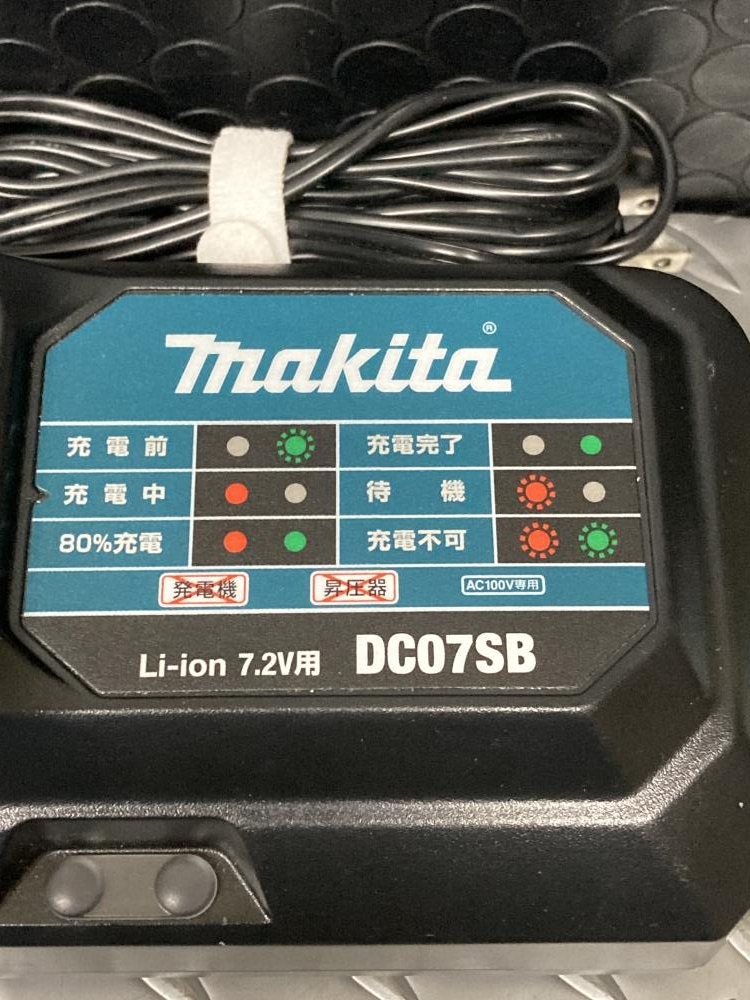 makita®
充電前 充電完了
充電中 待機
80%充電 充電不可
発電機 昇圧器 AC100V専用
Li-ion 7.2V用 DC07SB